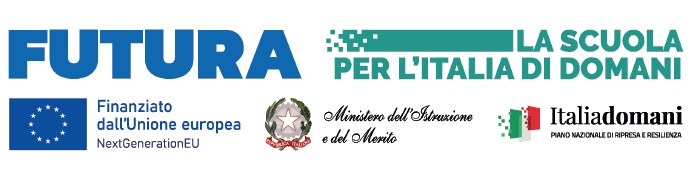 FUTURA
LA SCUOLA
PER L'ITALIA DI DOMANI
Finanziato
dall'Unione europea
NextGenerationEU
Ministero dell'Istruzione
e del Merito
Italiadomani
PIANO NAZIONALE DI RIPRESA E RESILIENZA